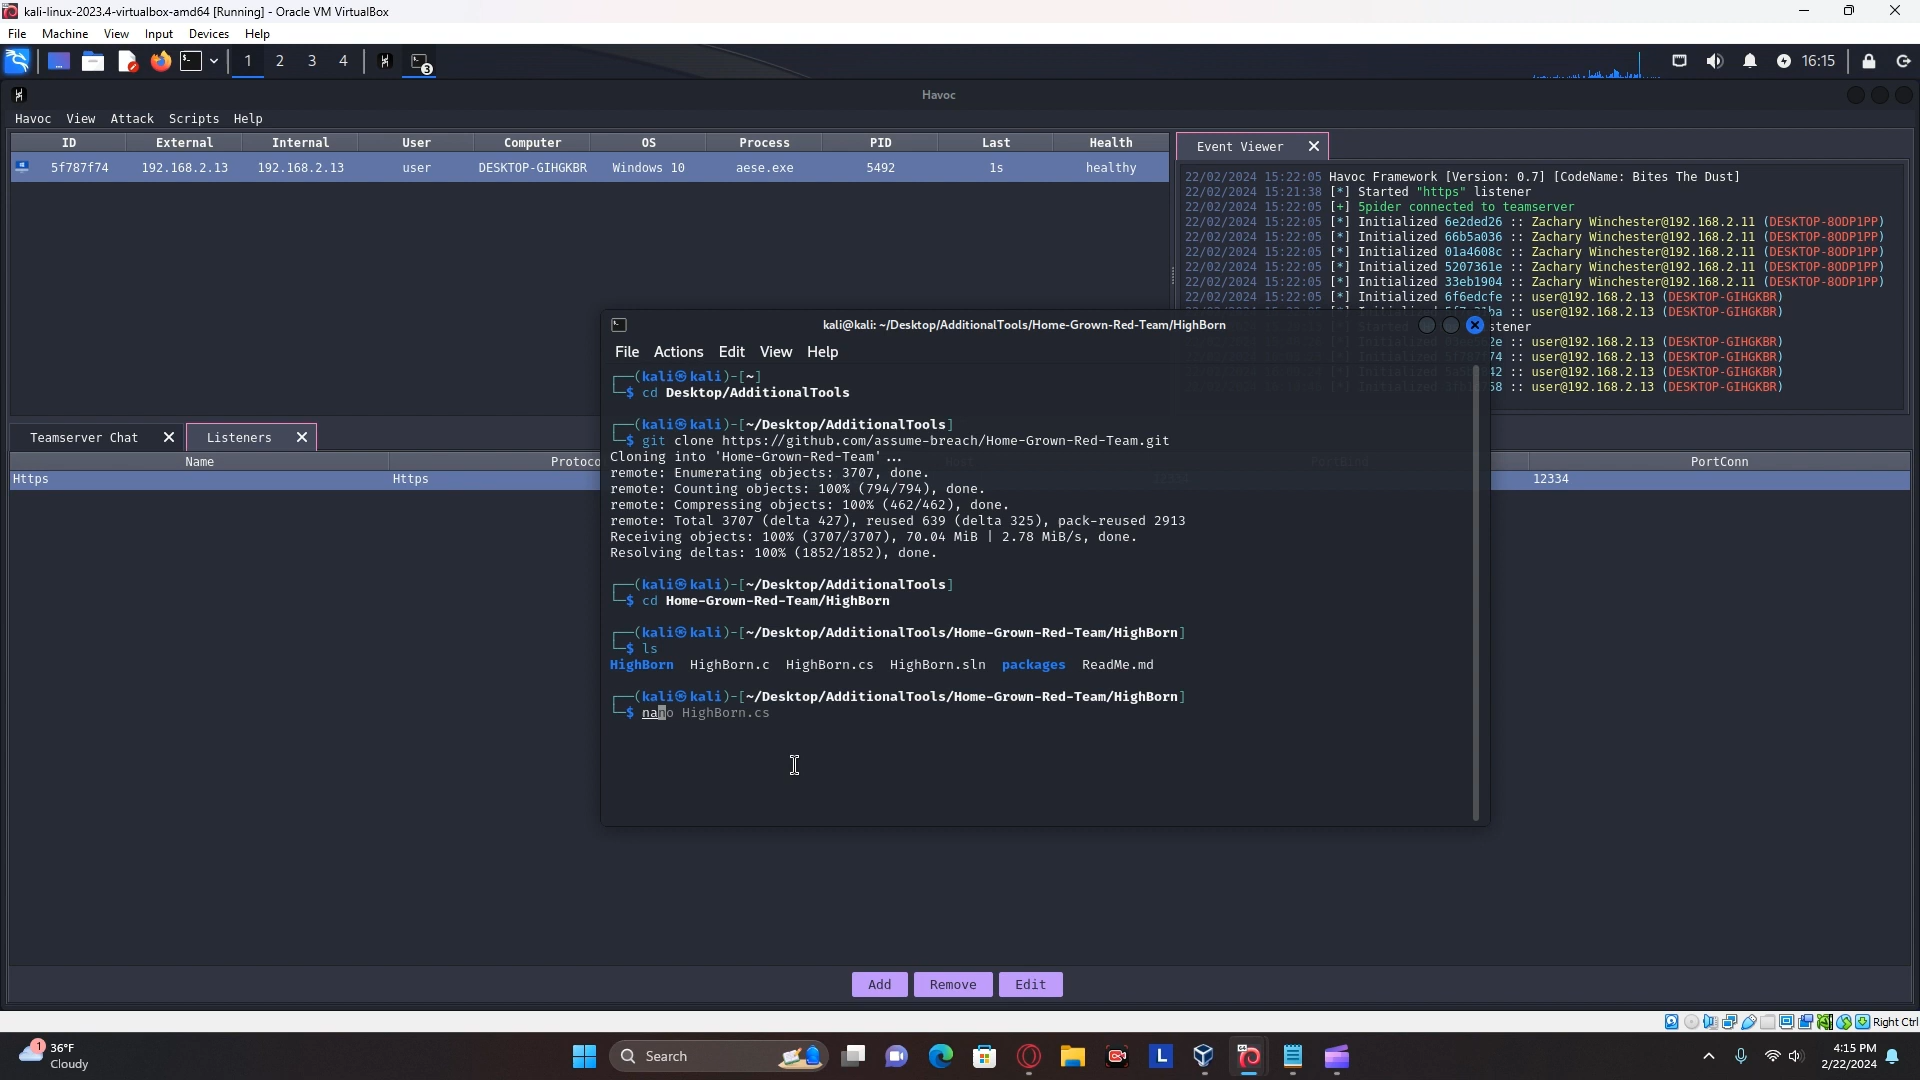 kali-linux-2023.4-virtualbox-amd64 [Running] - Oracle VM VirtualBox
File Machine View Input Devices Help
1 2 3 4 3 16:15
Havoc
Havoc View Attack Scripts Help
ID External Internal User Computer OS Process PID Last Health
5f787f74 192.168.2.13 192.168.2.13 user DESKTOP-GIHGKBR Windows 10 aese.exe 5492 1s healthy
Event Viewer
22/02/2024 15:22:05 Havoc Framework [Version: 0.7] [CodeName: Bites The Dust]
22/02/2024 15:21:38 [*] Started "https" listener
22/02/2024 15:22:05 [+] 5pider connected to teamserver
22/02/2024 15:22:05 [*] Initialized 6e2ded26 :: Zachary Winchester@192.168.2.11 (DESKTOP-8ODP1PP)
22/02/2024 15:22:05 [*] Initialized 66b5a036 :: Zachary Winchester@192.168.2.11 (DESKTOP-8ODP1PP)
22/02/2024 15:22:05 [*] Initialized 01a4608c :: Zachary Winchester@192.168.2.11 (DESKTOP-8ODP1PP)
22/02/2024 15:22:05 [*] Initialized 5207361e :: Zachary Winchester@192.168.2.11 (DESKTOP-8ODP1PP)
22/02/2024 15:22:05 [*] Initialized 33eb1904 :: Zachary Winchester@192.168.2.11 (DESKTOP-8ODP1PP)
22/02/2024 15:22:05 [*] Initialized 6f6edcfe :: user@192.168.2.13 (DESKTOP-GIHGKBR)
:: user@192.168.2.13 (DESKTOP-GIHGKBR)
stener
:: user@192.168.2.13 (DESKTOP-GIHGKBR)
:: user@192.168.2.13 (DESKTOP-GIHGKBR)
:: user@192.168.2.13 (DESKTOP-GIHGKBR)
:: user@192.168.2.13 (DESKTOP-GIHGKBR)
Teamserver Chat Listeners
Name Protoco Host PortBind PortConn
Https Https 12334
kali@kali: ~/Desktop/AdditionalTools/Home-Grown-Red-Team/HighBorn
File Actions Edit View Help
┌──(kali㉿kali)-[~]
└─$ cd Desktop/AdditionalTools
┌──(kali㉿kali)-[~/Desktop/AdditionalTools]
└─$ git clone https://github.com/assume-breach/Home-Grown-Red-Team.git
Cloning into 'Home-Grown-Red-Team'...
remote: Enumerating objects: 3707, done.
remote: Counting objects: 100% (794/794), done.
remote: Compressing objects: 100% (462/462), done.
remote: Total 3707 (delta 427), reused 639 (delta 325), pack-reused 2913
Receiving objects: 100% (3707/3707), 70.04 MiB | 2.78 MiB/s, done.
Resolving deltas: 100% (1852/1852), done.
┌──(kali㉿kali)-[~/Desktop/AdditionalTools]
└─$ cd Home-Grown-Red-Team/HighBorn
┌──(kali㉿kali)-[~/Desktop/AdditionalTools/Home-Grown-Red-Team/HighBorn]
└─$ ls
HighBorn HighBorn.c HighBorn.cs HighBorn.sln packages ReadMe.md
┌──(kali㉿kali)-[~/Desktop/AdditionalTools/Home-Grown-Red-Team/HighBorn]
└─$ nano HighBorn.cs
Add Remove Edit
Right Ctrl
1
36°F
Cloudy
Search
L
4:15 PM
2/22/2024